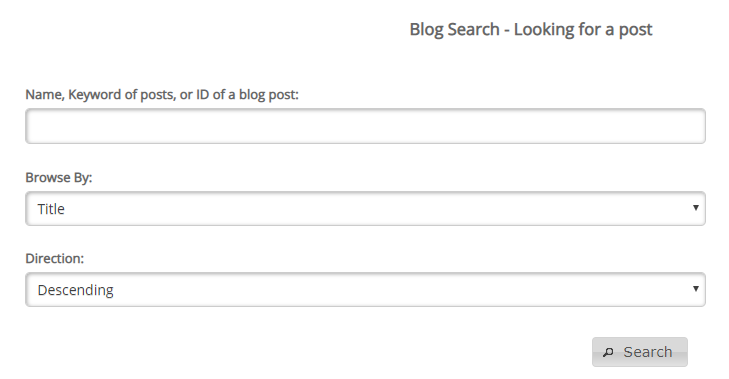 Blog Search - Looking for a post
Name, Keyword of posts, or ID of a blog post:
Browse By:
Title
Direction:
Descending
Search